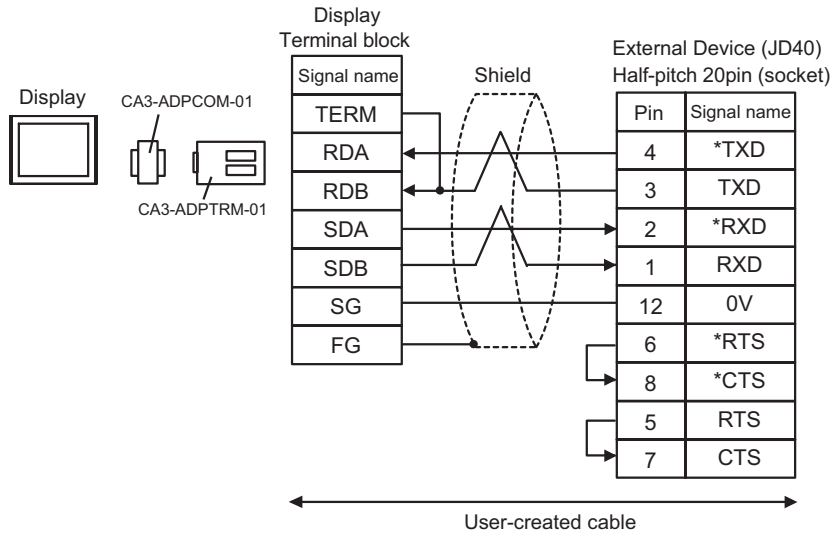 Display
Terminal block
External Device (JD40)
Half-pitch 20pin (socket)
Display
CA3-ADPCOM-01
CA3-ADPTRM-01
Shield
Signal name
TERM
RDA
RDB
SDA
SDB
SG
FG
Pin Signal name
4 *TXD
3 TXD
2 *RXD
1 RXD
12 0V
6 *RTS
8 *CTS
5 RTS
7 CTS
User-created cable